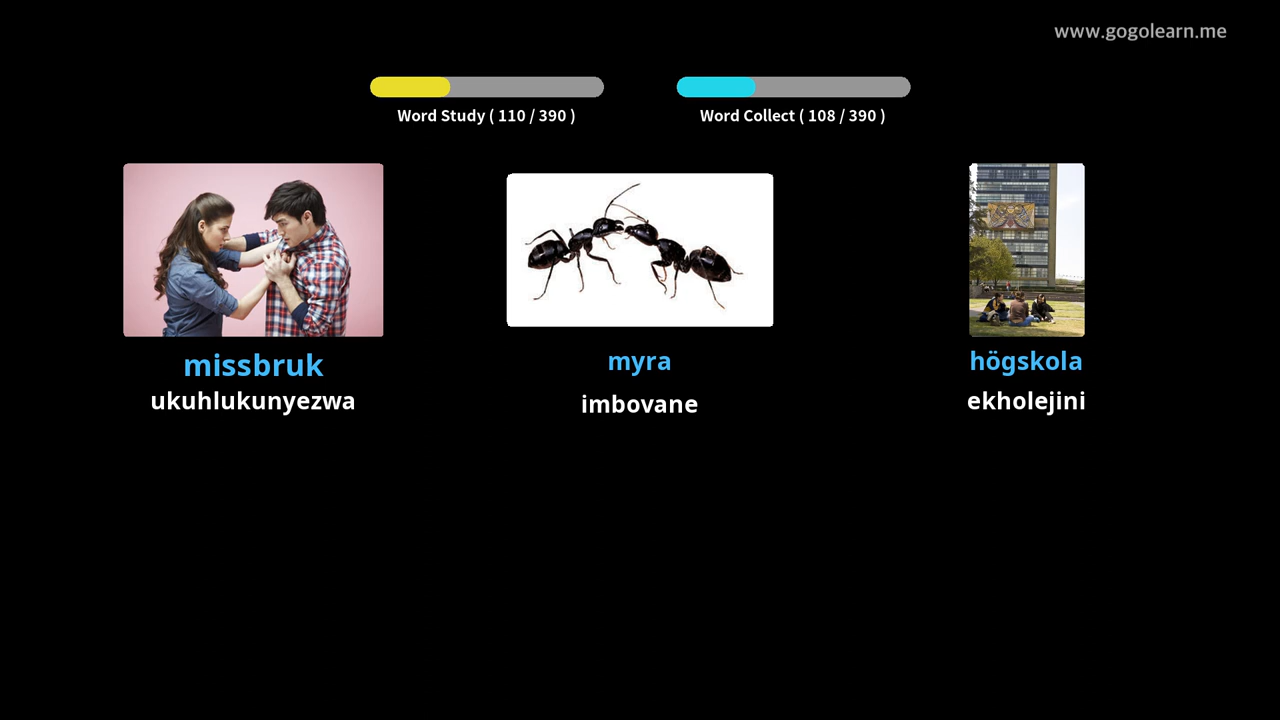 www.gogolearn.me
Word Study ( 110 / 390 )
Word Collect ( 108 / 390 )
missbruk
ukuhlukunyezwa
myra
imbovane
högskola
ekholejini